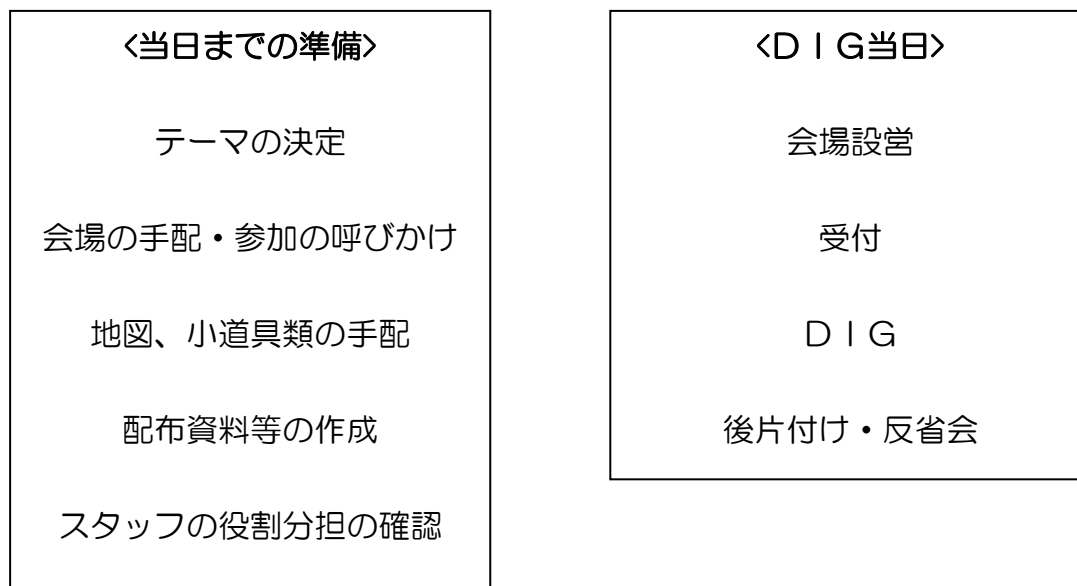 <当日までの準備>
テーマの決定
会場の手配・参加の呼びかけ
地図、小道具類の手配
配布資料等の作成
スタッフの役割分担の確認
<ＤＩＧ当日>
会場設営
受付
ＤＩＧ
後片付け・反省会